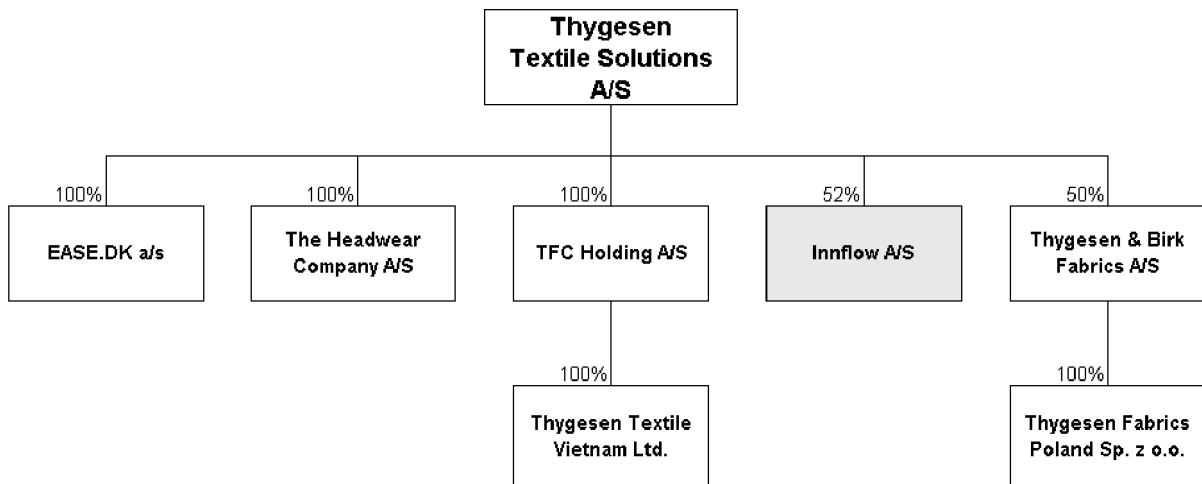 Thygesen
Textile Solutions
A/S
100%
100%
100%
52%
50%
EASE.DK a/s
The Headwear
Company A/S
TFC Holding A/S
Innflow A/S
Thygesen & Birk
Fabrics A/S
100%
100%
Thygesen Textile
Vietnam Ltd.
Thygesen Fabrics
Poland Sp. z o.o.